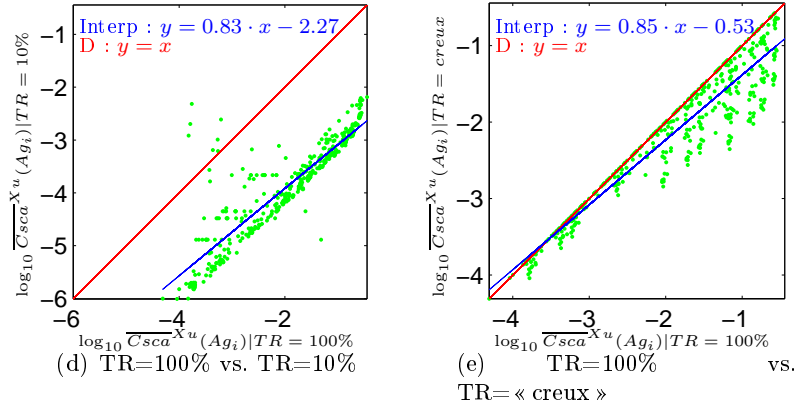 Interp : y = 0.83 · x − 2.27
D : y = x
−1
−2
−3
−4
−5
−6
−6
−4
−2
log₁₀ \overline{Csca}^{Xu}(Ag_i)|TR = 10%
log₁₀ \overline{Csca}^{Xu}(Ag_i)|TR = 100%
(d) TR=100% vs. TR=10%
Interp : y = 0.85 · x − 0.53
D : y = x
−1
−2
−3
−4
−4
−3
−2
−1
log₁₀ \overline{Csca}^{Xu}(Ag_i)|TR = creux
log₁₀ \overline{Csca}^{Xu}(Ag_i)|TR = 100%
(e) TR=100% vs.
TR=« creux »